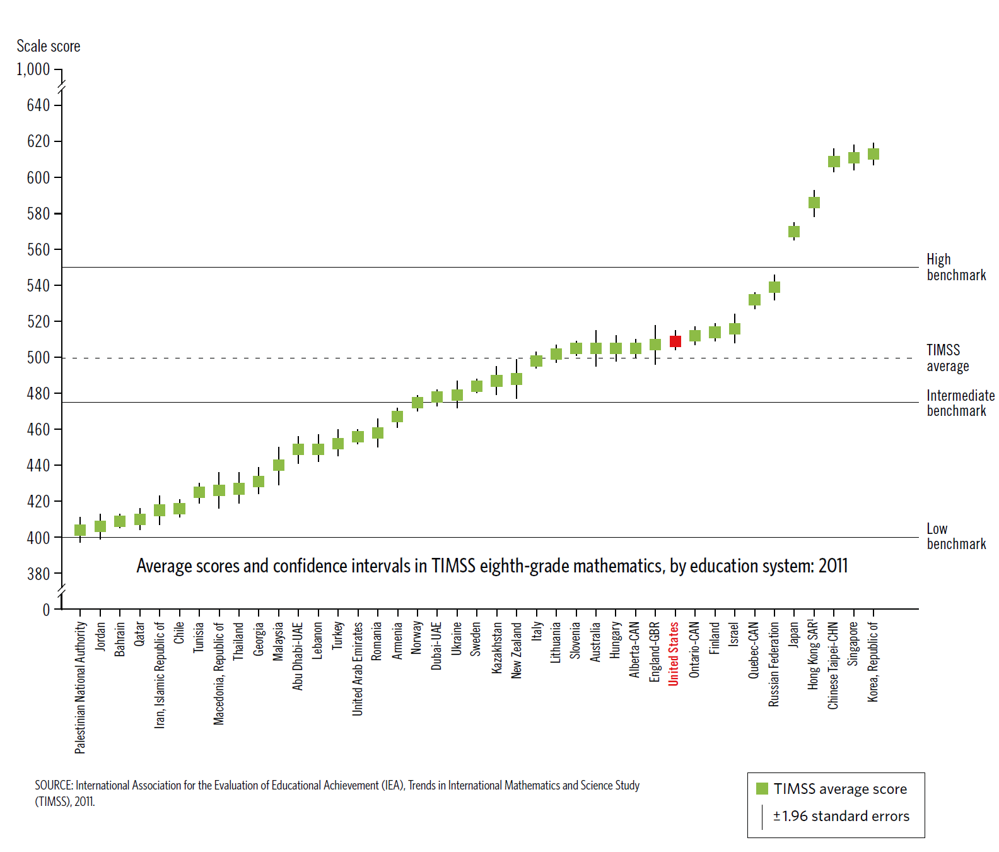 Scale score
1,000
640
620
600
580
560
540
520
500
480
460
440
420
400
380
0
High
benchmark
TIMSS
average
Intermediate
benchmark
Low
benchmark
Average scores and confidence intervals in TIMSS eighth-grade mathematics, by education system: 2011
Palestinian National Authority
Jordan
Bahrain
Qatar
Iran, Islamic Republic of
Chile
Tunisia
Macedonia, Republic of
Thailand
Georgia
Malaysia
Abu Dhabi-UAE
Lebanon
Turkey
United Arab Emirates
Romania
Armenia
Norway
Dubai-UAE
Ukraine
Sweden
Kazakhstan
New Zealand
Italy
Lithuania
Slovenia
Australia
Hungary
Alberta-CAN
England-GBR
United States
Ontario-CAN
Finland
Israel
Quebec-CAN
Russian Federation
Japan
Hong Kong SAR¹
Chinese Taipei-CHN
Singapore
Korea, Republic of
SOURCE: International Association for the Evaluation of Educational Achievement (IEA), Trends in International Mathematics and Science Study
(TIMSS), 2011.
TIMSS average score
±1.96 standard errors